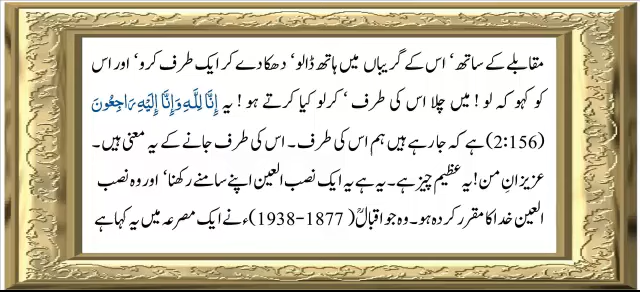 مقابلے کے ساتھ‘ اس کے گریباں میں ہاتھ ڈالو‘ دھکا دے کر ایک طرف کرو‘ اور اس
کو کہو کہ لو! میں چلا اس کی طرف‘ کرلو کیا کرتے ہو! یہ إِنَّا لِلَّهِ وَإِنَّا إِلَيْهِ رَاجِعُونَ
(2:156) ہے کہ جا رہے ہیں ہم اس کی طرف۔ اس کی طرف جانے کے یہ معنی ہیں۔
عزیزانِ من! یہ عظیم چیز ہے۔ یہ ہے یہ ایک نصب العین اپنے سامنے رکھنا‘ اور وہ نصب
العین خدا کا مقرر کردہ ہو۔ وہ جو اقبالؒ (1877-1938)ء نے ایک مصرعہ میں یہ کہا ہے